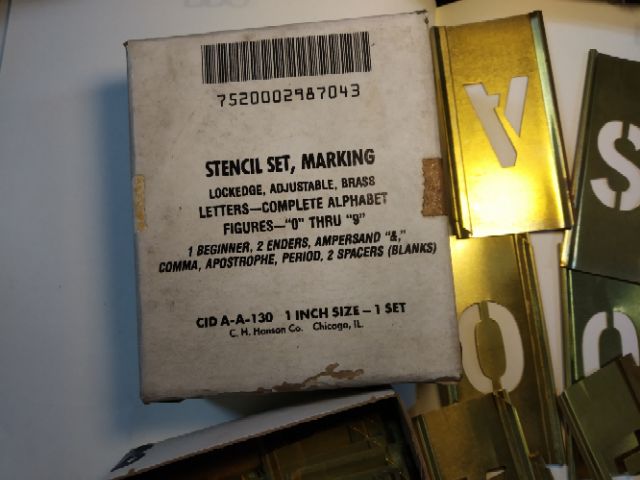 7520002987043
STENCIL SET, MARKING
LOCKEDGE, ADJUSTABLE, BRASS
LETTERS—COMPLETE ALPHABET
FIGURES—"0" THRU "9"
1 BEGINNER, 2 ENDERS, AMPERSAND "&,"
COMMA, APOSTROPHE, PERIOD, 2 SPACERS (BLANKS)
CID A-A-130 1 INCH SIZE – 1 SET
C. H. Hanson Co. Chicago, IL.
A
S
O